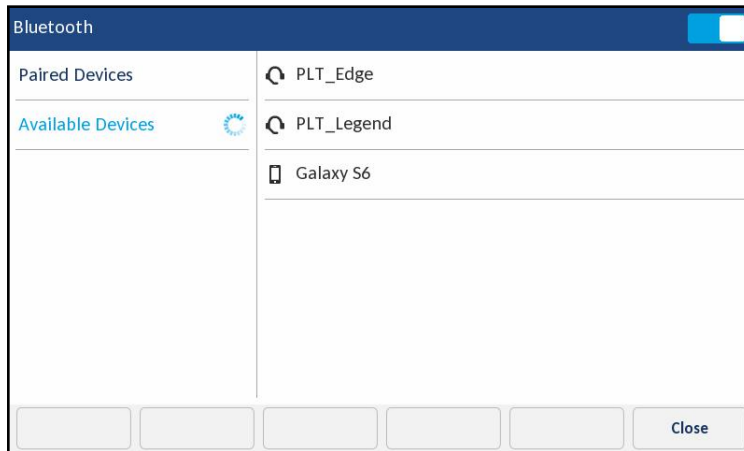 Bluetooth
Paired Devices
Available Devices
PLT_Edge
PLT_Legend
Galaxy S6
Close